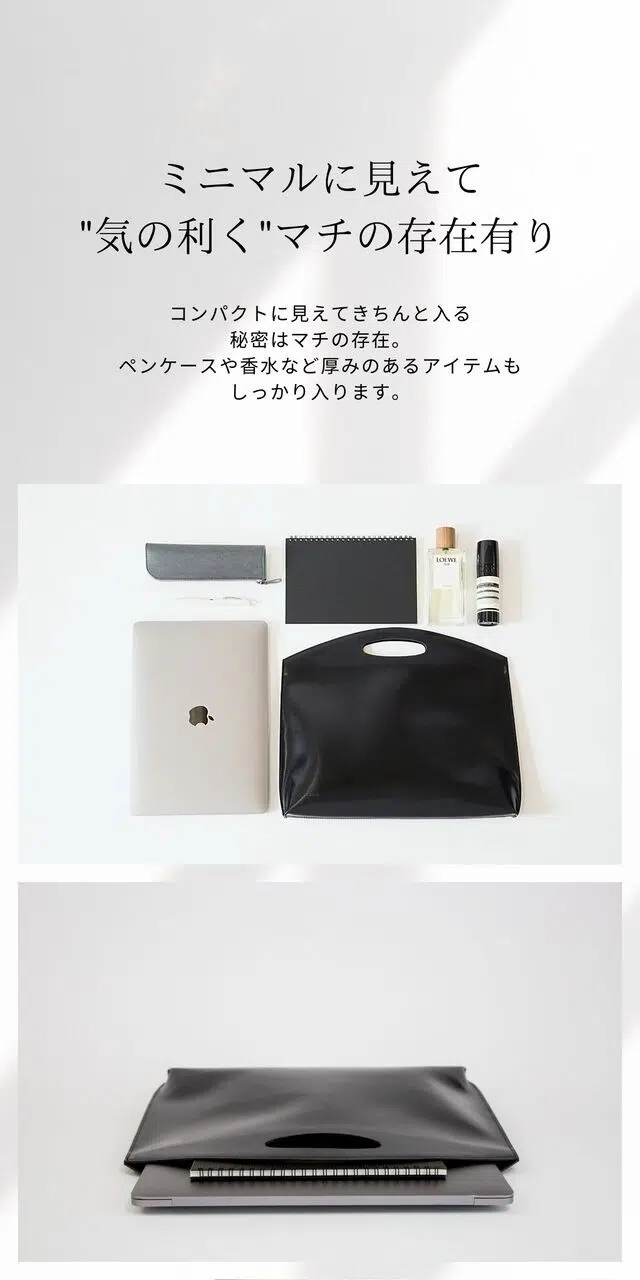 ミニマルに見えて
"気の利く"マチの存在有り
コンパクトに見えてきちんと入る
秘密はマチの存在。
ペンケースや香水など厚みのあるアイテムも
しっかり入ります。
LOEWE